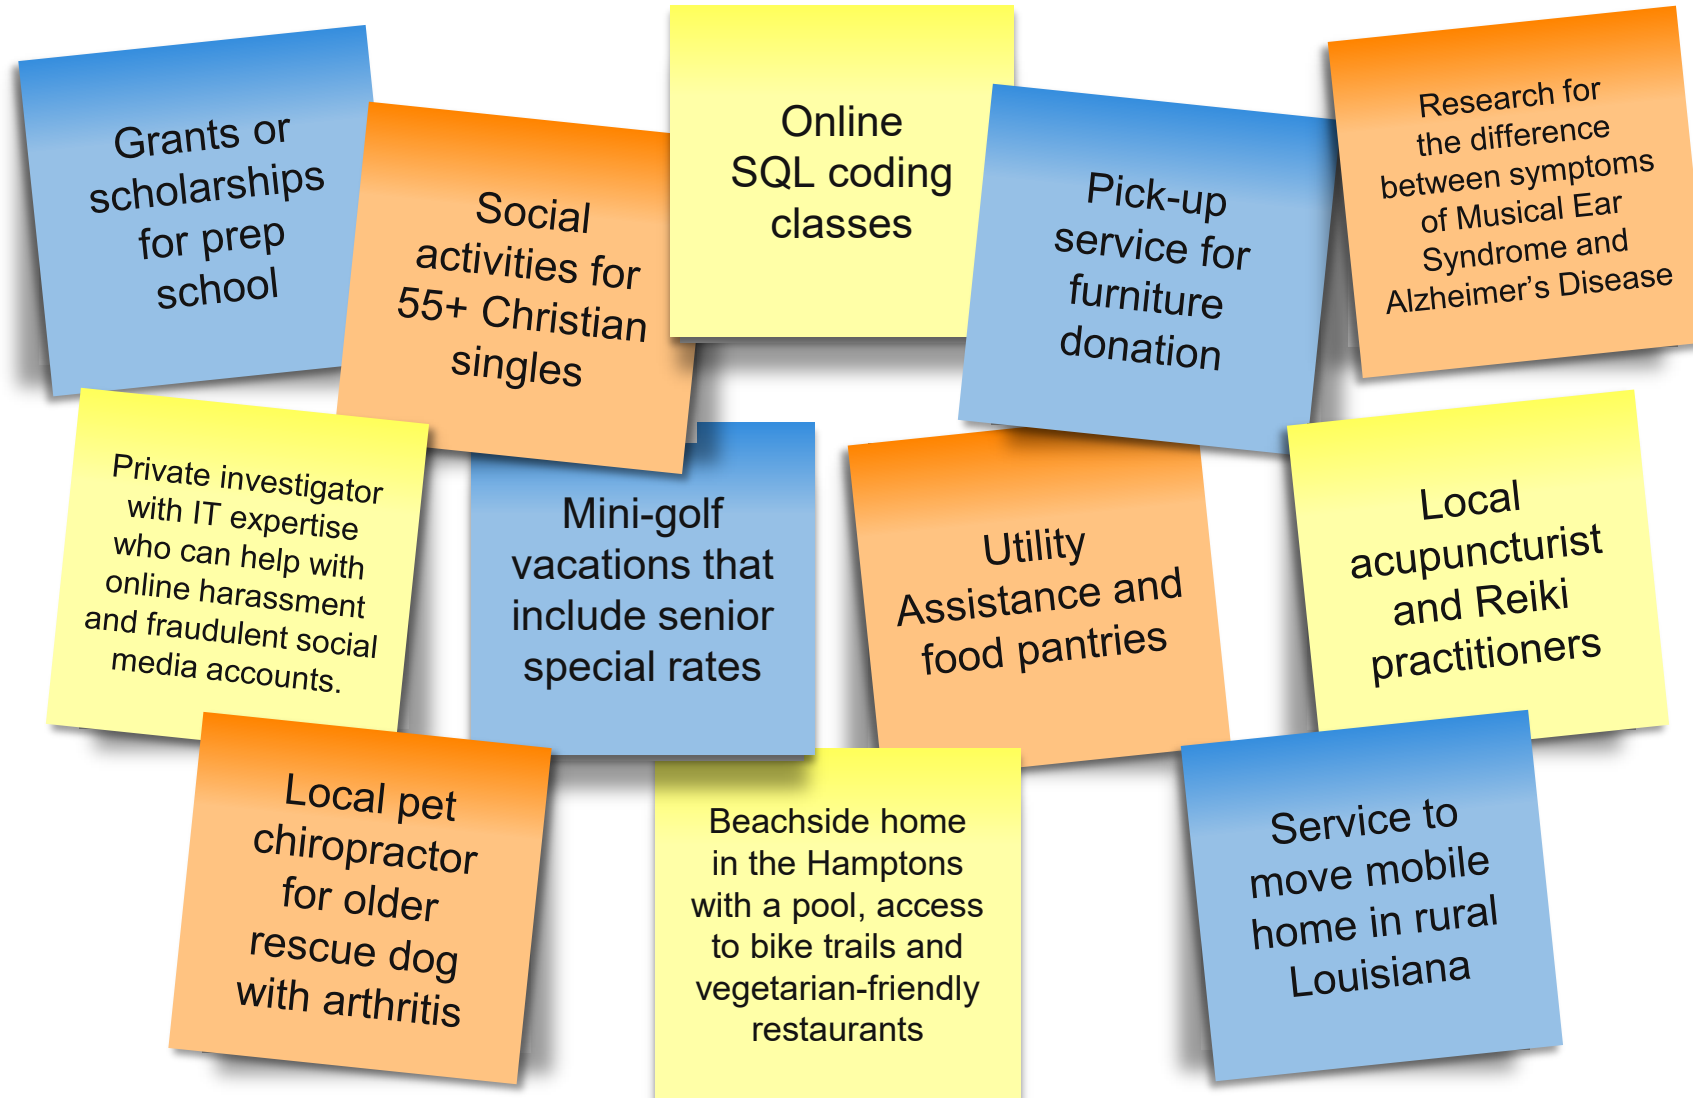 Grants or
scholarships
for prep
school
Social
activities for
55+ Christian
singles
Online
SQL coding
classes
Pick-up
service for
furniture
donation
Research for
the difference
between symptoms
of Musical Ear
Syndrome and
Alzheimer’s Disease
Private investigator
with IT expertise
who can help with
online harassment
and fraudulent social
media accounts.
Mini-golf
vacations that
include senior
special rates
Utility
Assistance and
food pantries
Local
acupuncturist
and Reiki
practitioners
Local pet
chiropractor
for older
rescue dog
with arthritis
Beachside home
in the Hamptons
with a pool, access
to bike trails and
vegetarian-friendly
restaurants
Service to
move mobile
home in rural
Louisiana